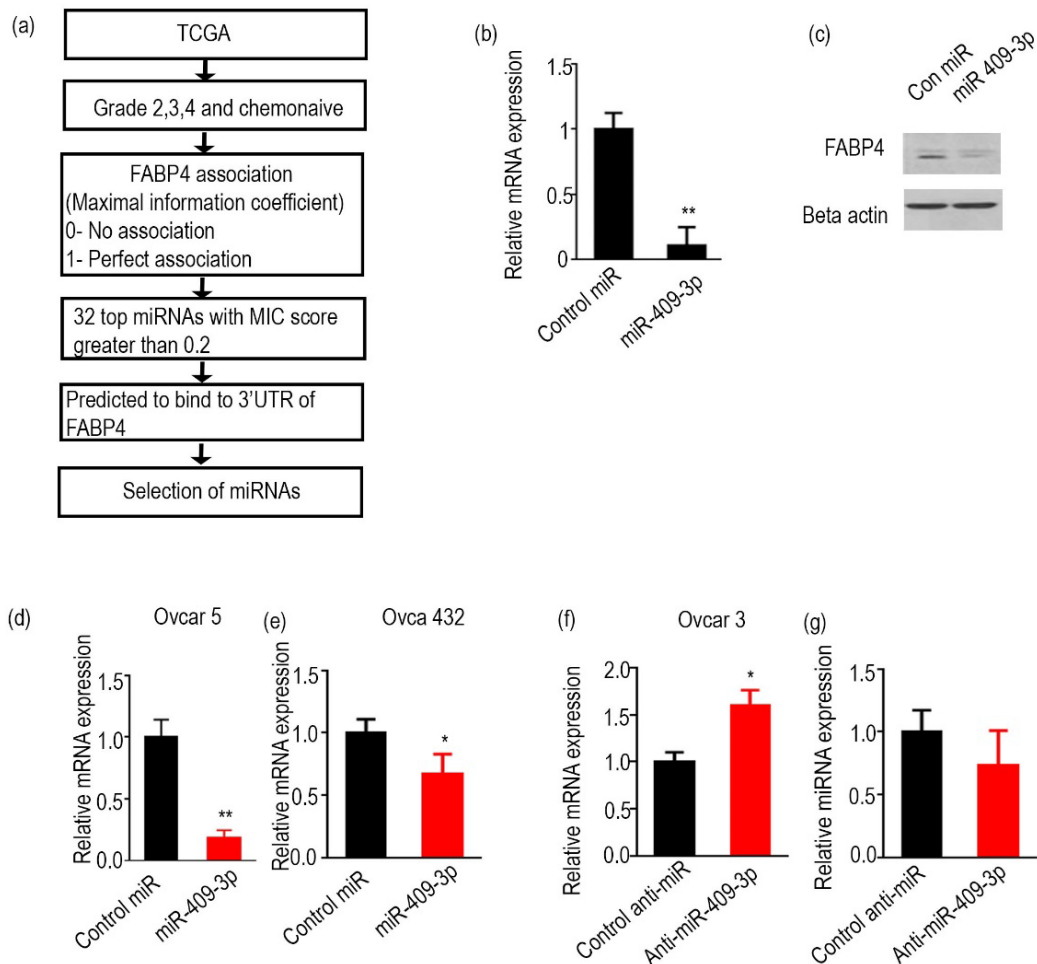 (a)
TCGA
Grade 2,3,4 and chemonaive
FABP4 association
(Maximal information coefficient)
0- No association
1- Perfect association
32 top miRNAs with MIC score
greater than 0.2
Predicted to bind to 3'UTR of
FABP4
Selection of miRNAs
(b)
Relative mRNA expression
1.5
1
0.5
0
**
Control miR
miR-409-3p
(c)
Con miR
miR 409-3p
FABP4
Beta actin
(d)
Ovcar 5
Relative mRNA expression
1.5
1.0
0.5
0.0
**
Control miR
miR-409-3p
(e)
Ovca 432
Relative mRNA expression
1.5
1.0
0.5
0.0
*
Control miR
miR-409-3p
(f)
Ovcar 3
Relative mRNA expression
2.0
1.5
1.0
0.5
0.0
*
Control anti-miR
Anti-miR-409-3p
(g)
Relative miRNA expression
1.5
1.0
0.5
0.0
Control anti-miR
Anti-miR-409-3p